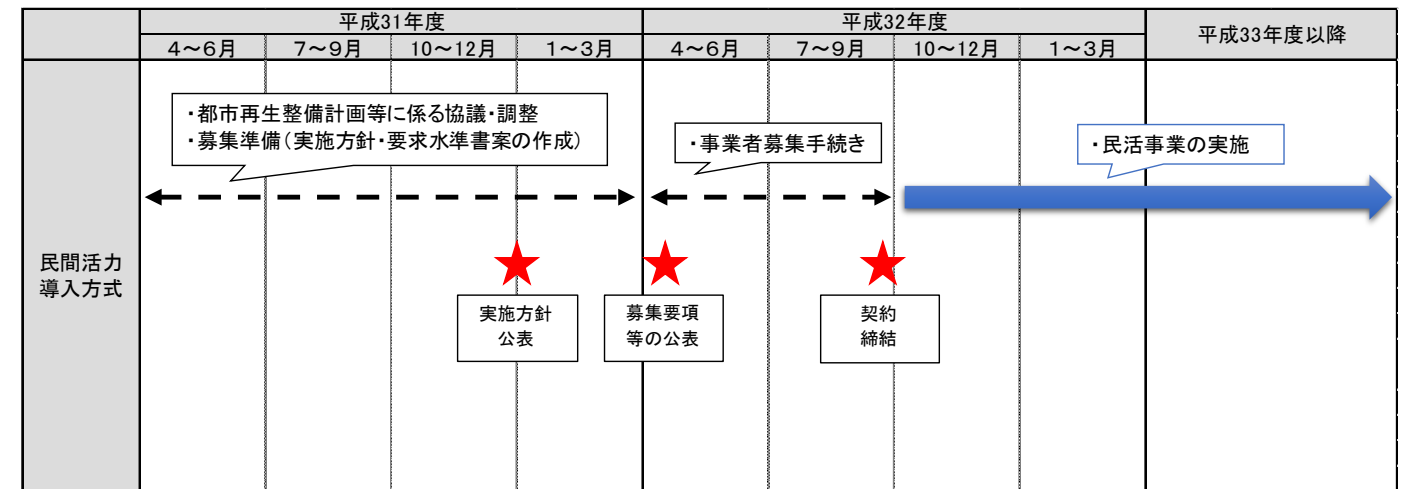 平成31年度
平成32年度
平成33年度以降
4～6月
7～9月
10～12月
1～3月
4～6月
7～9月
10～12月
1～3月
・都市再生整備計画等に係る協議・調整
・募集準備（実施方針・要求水準書案の作成）
・事業者募集手続き
・民活事業の実施
民間活力
導入方式
実施方針
公表
募集要項
等の公表
契約
締結